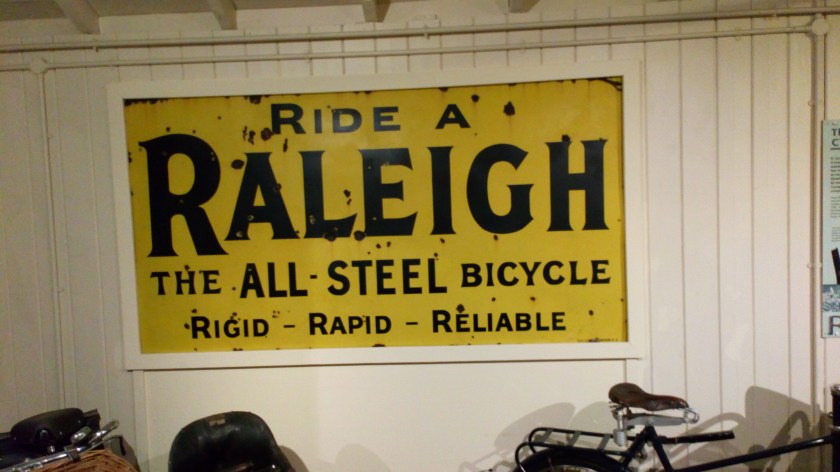 RIDE A
RALEIGH
THE ALL-STEEL BICYCLE
RIGID - RAPID - RELIABLE